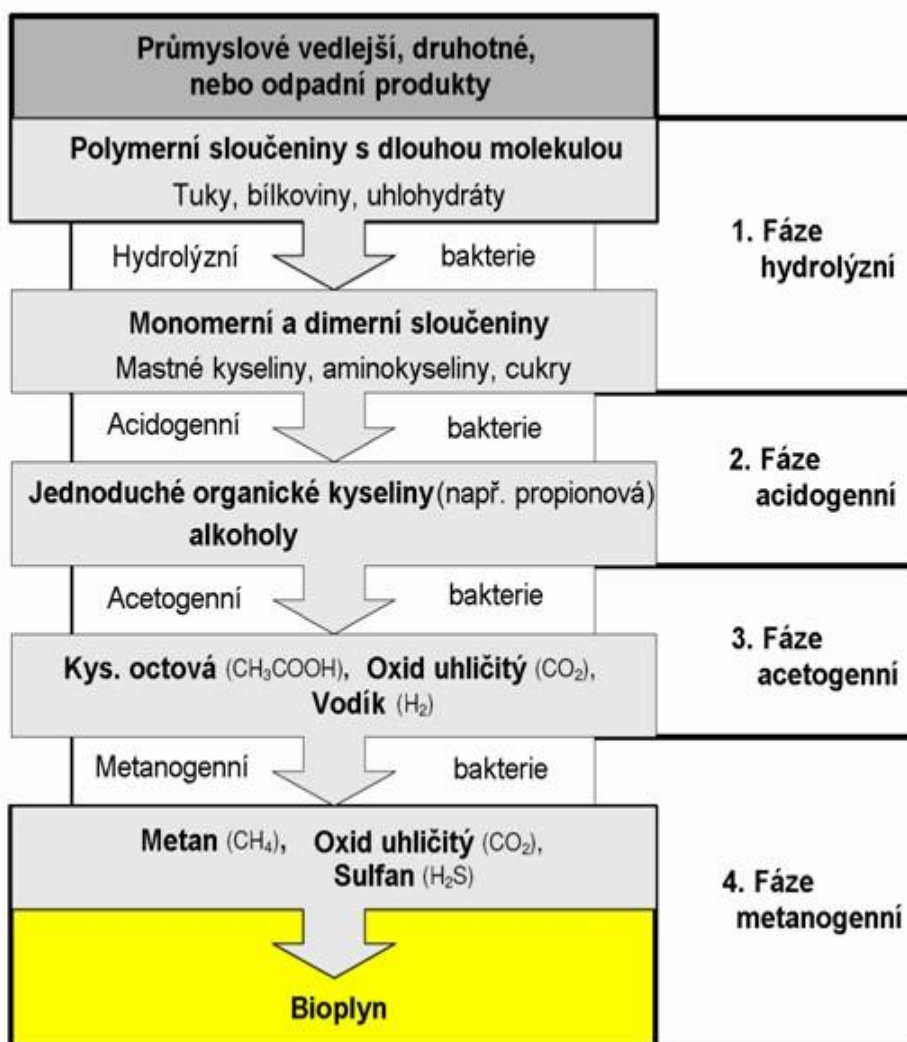 Průmyslové vedlejší, druhotné,
nebo odpadní produkty
Polymerní sloučeniny s dlouhou molekulou
Tuky, bílkoviny, uhlohydráty
Hydrolýzní bakterie
1. Fáze
hydrolýzní
Monomerní a dimerní sloučeniny
Mastné kyseliny, aminokyseliny, cukry
Acidogenní bakterie
2. Fáze
acidogenní
Jednoduché organické kyseliny (např. propionová)
alkoholy
Acetogenní bakterie
3. Fáze
acetogenní
Kys. octová (CH₃COOH), Oxid uhličitý (CO₂),
Vodík (H₂)
Metanogenní bakterie
Metan (CH₄), Oxid uhličitý (CO₂),
Sulfan (H₂S)
4. Fáze
metanogenní
Bioplyn